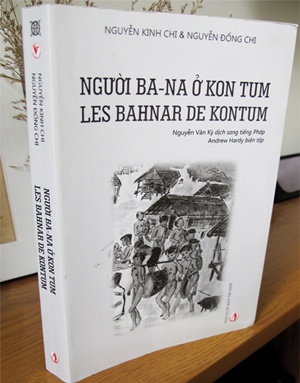 NGUYỄN KINH CHI & NGUYỄN ĐỔNG CHI
NGƯỜI BA-NA Ở KON TUM
LES BAHNAR DE KONTUM
Nguyễn Văn Ký dịch sang tiếng Pháp
Andrew Hardy biên tập
NGUYỄN KINH CHI
NGUYỄN ĐỔNG CHI
NGƯỜI BA-NA Ở KON TUM
LES BAHNAR DE KONTUM